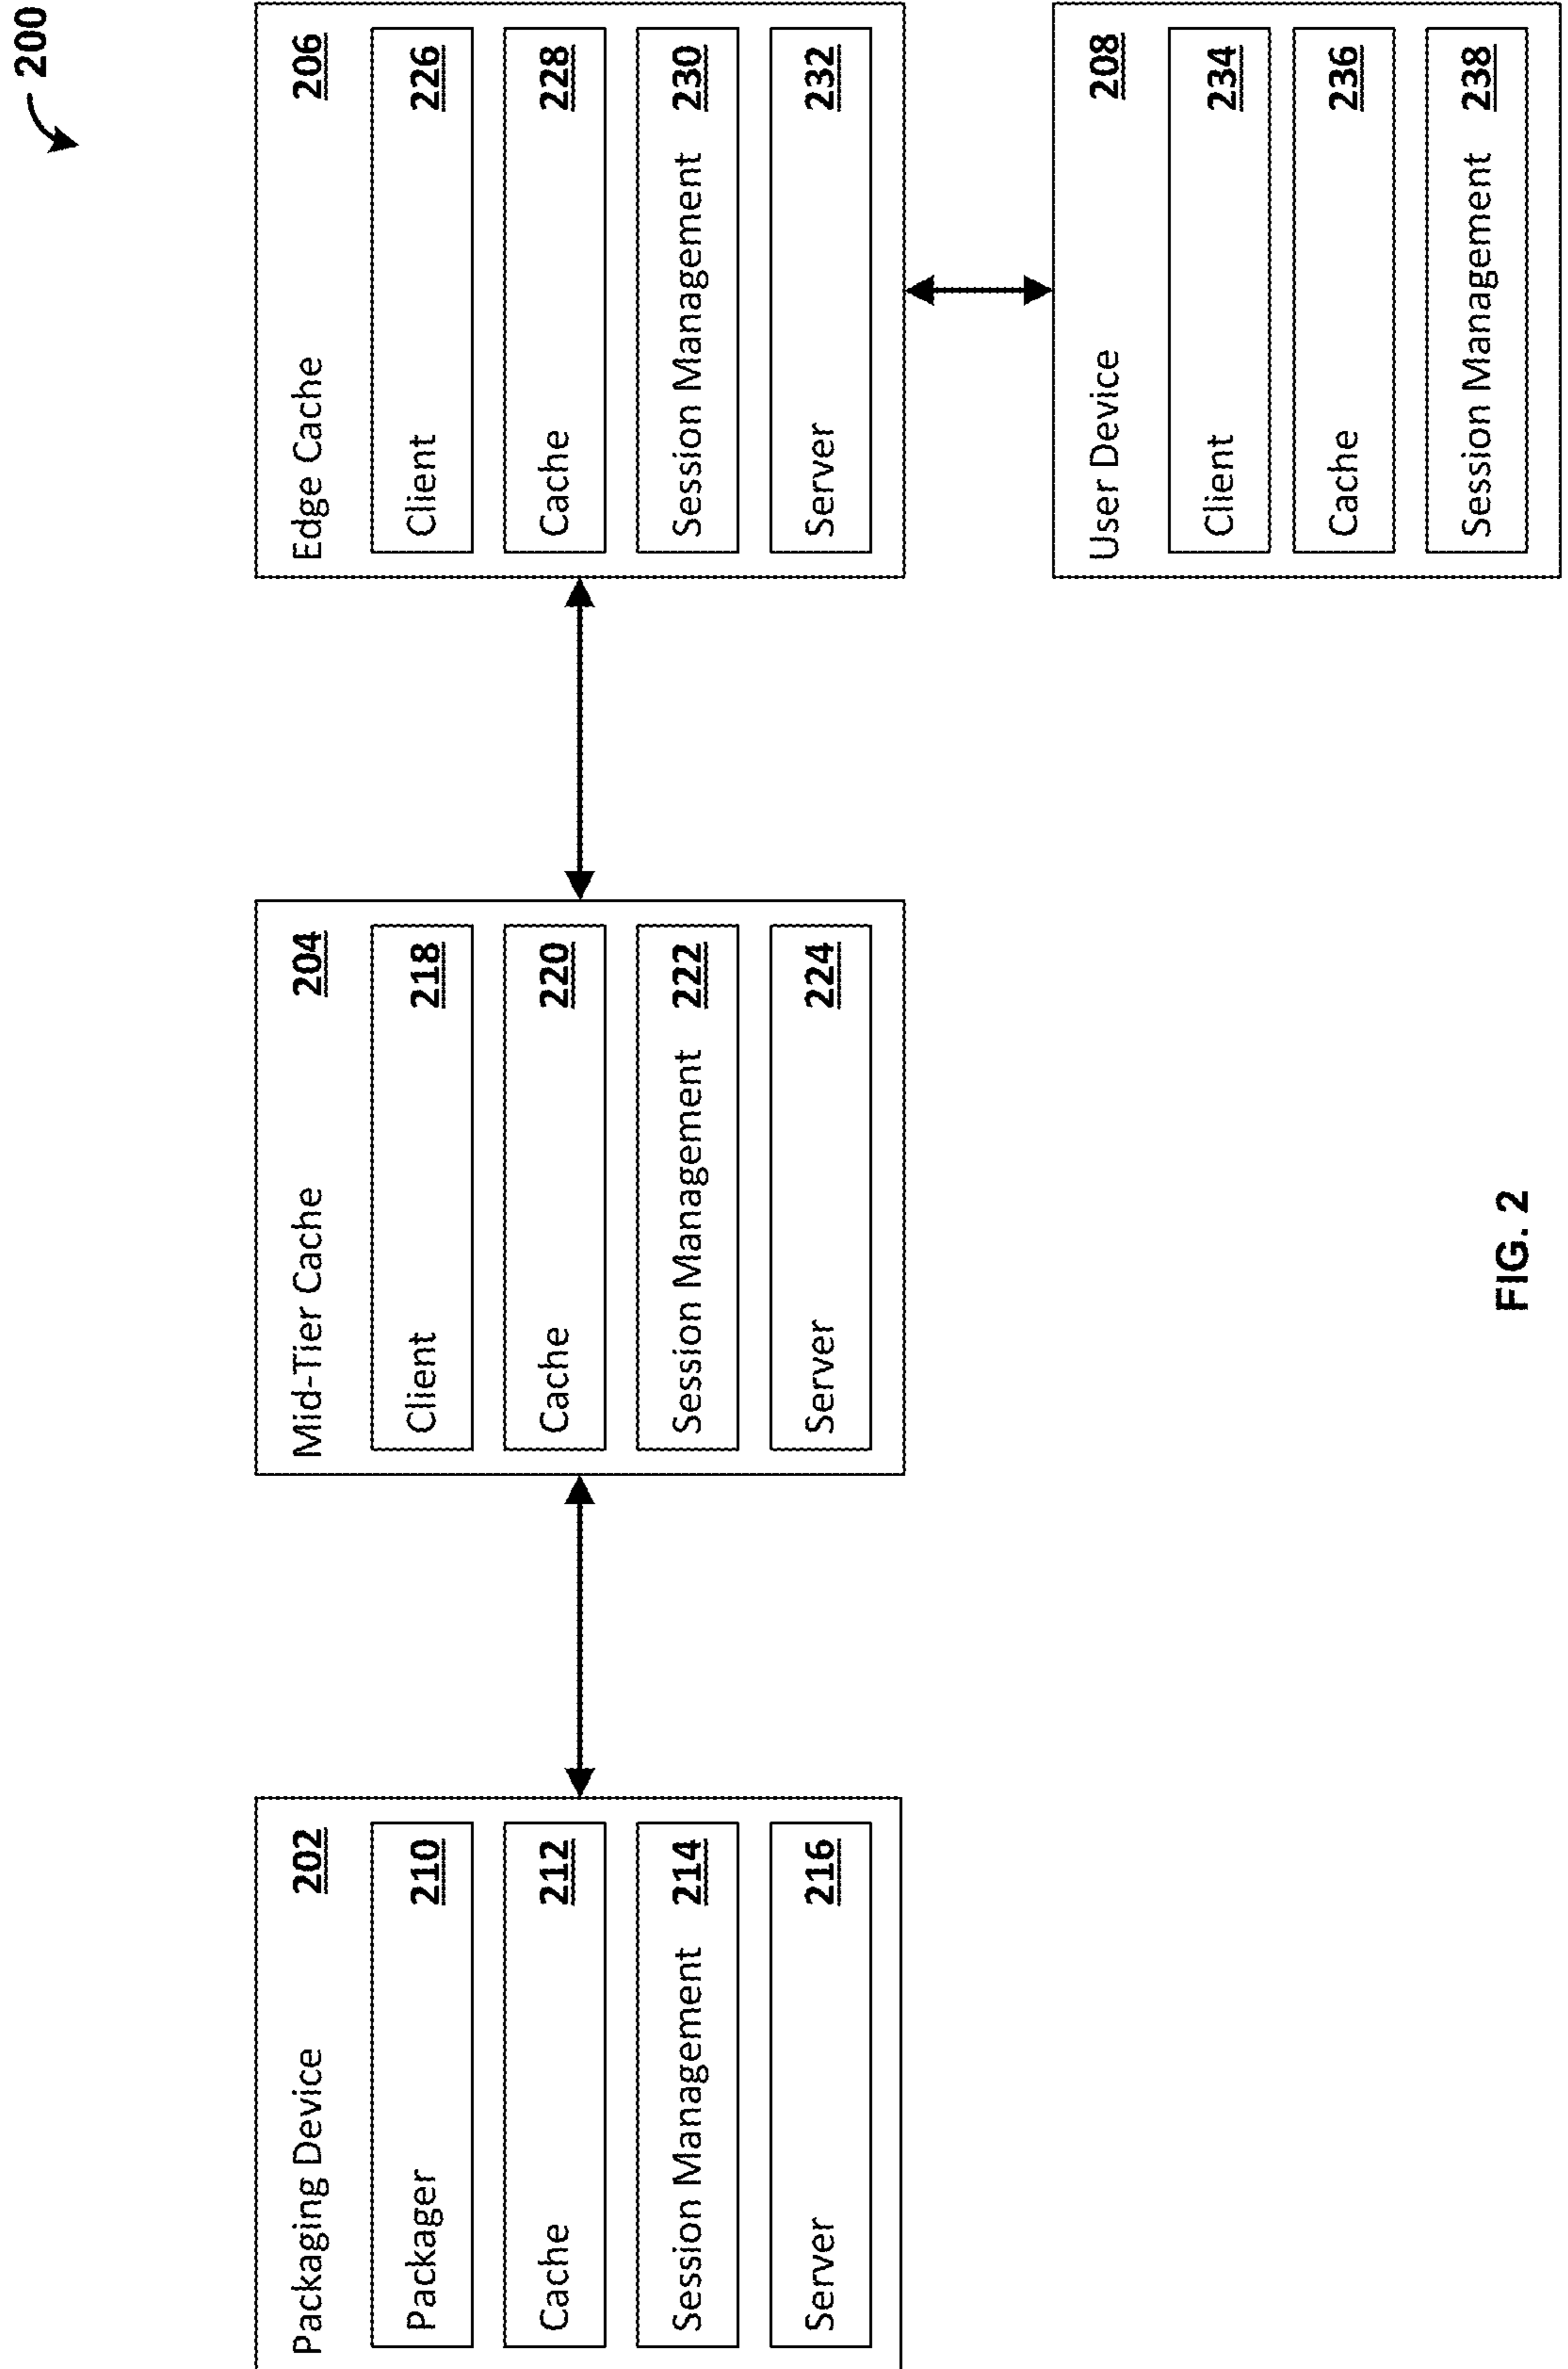 200
Packaging Device 202
Packager 210
Cache 212
Session Management 214
Server 216
Mid-Tier Cache 204
Client 218
Cache 220
Session Management 222
Server 224
Edge Cache 206
Client 226
Cache 228
Session Management 230
Server 232
User Device 208
Client 234
Cache 236
Session Management 238
FIG. 2